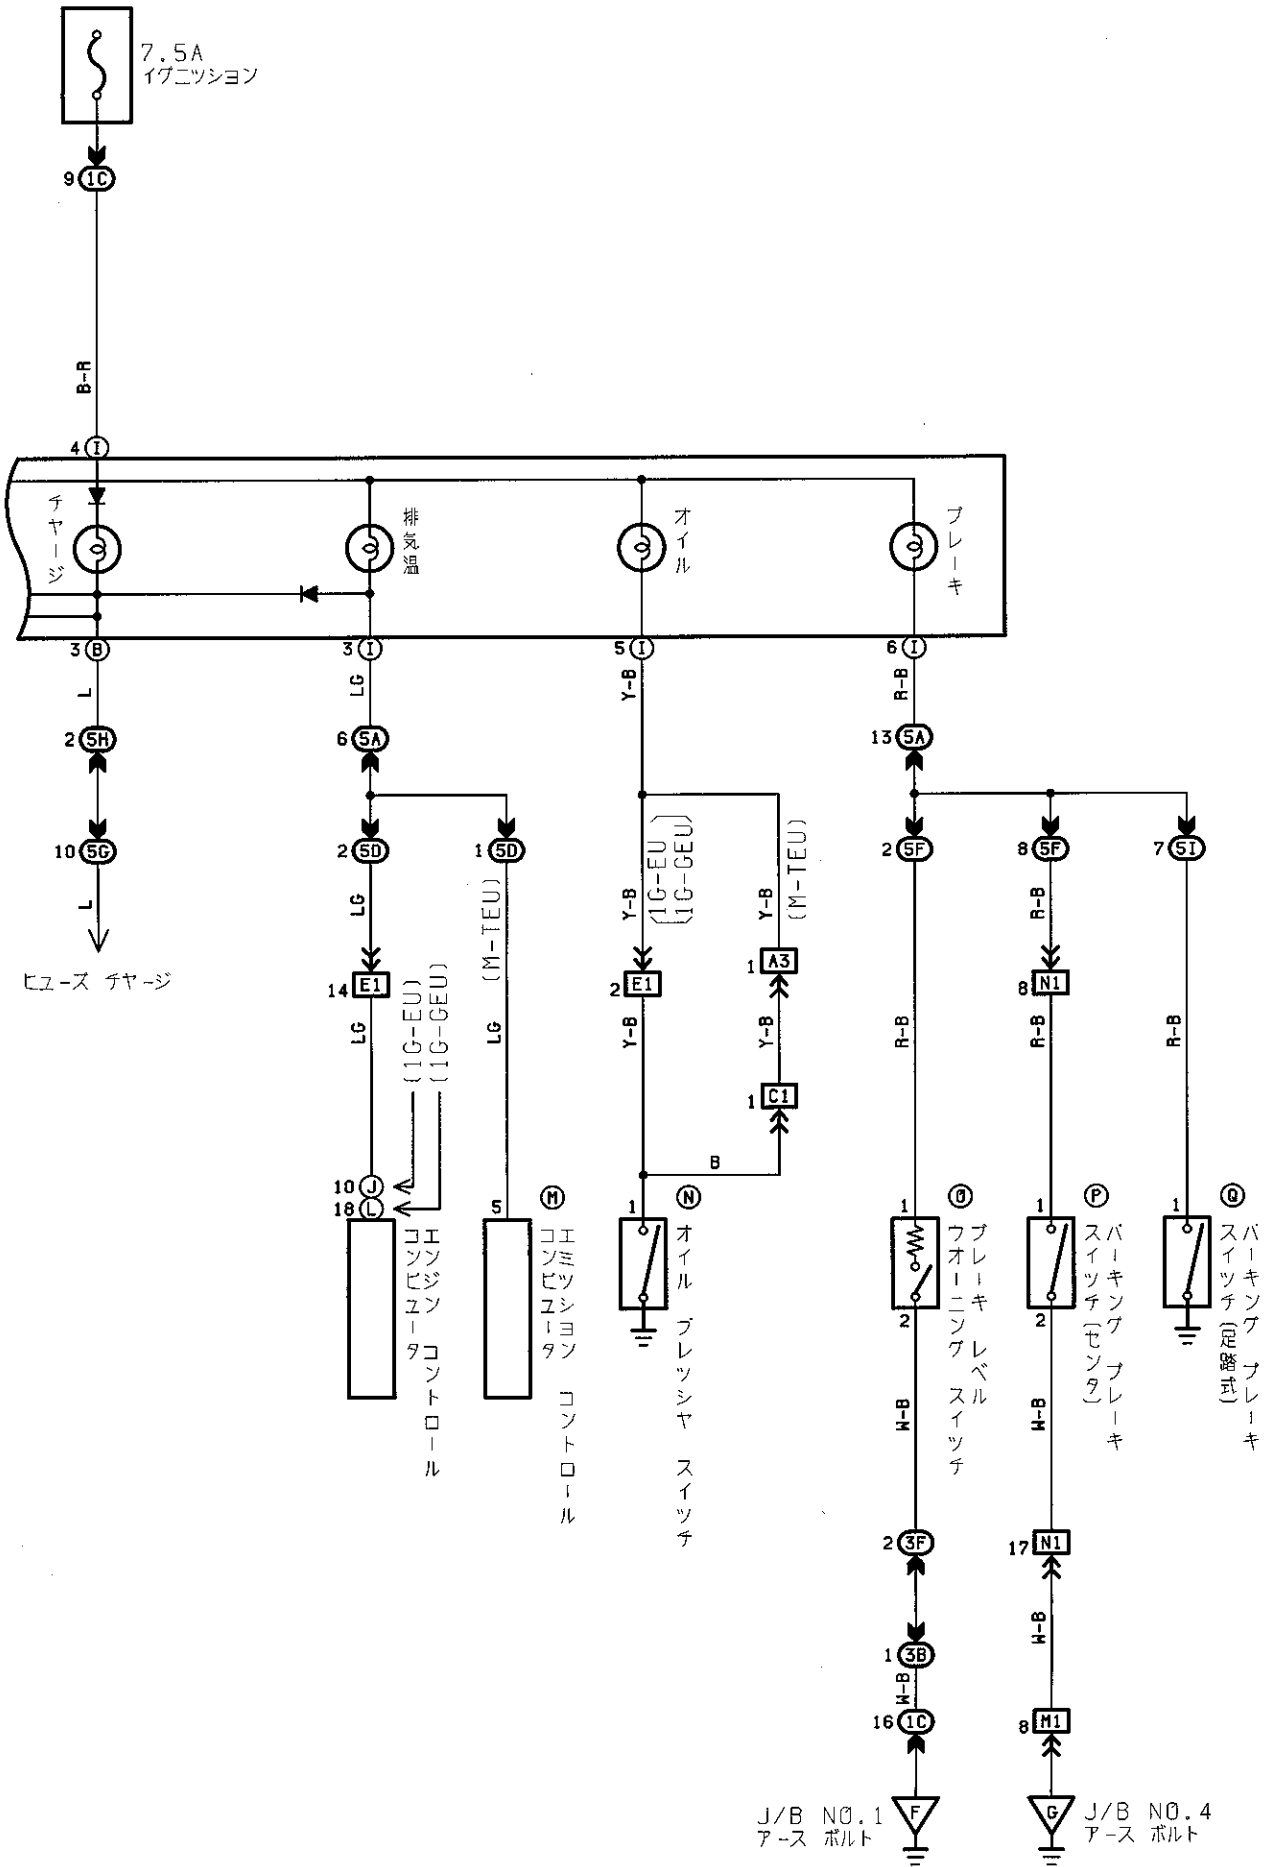 7.5A
イグニッション
9 1C
B-R
4 I
チャージ
排気温
オイル
ブレーキ
3 B
3 I
5 I
6 I
L
LG
Y-B
R-B
2 5H
6 5A
13 5A
10 5G
2 5D
1 5D
2 5F
8 5F
7 5I
L
LG
(M-TEU)
Y-B
(1G-EU)
(1G-GEU)
Y-B
(M-TEU)
R-B
ヒューズ チャージ
14 E1
2 E1
1 A3
8 N1
LG
(1G-EU)
(1G-GEU)
LG
Y-B
Y-B
R-B
R-B
R-B
1 C1
B
10 J
18 L
5
M
1
N
1
O
1
P
1
Q
エンジン コントロール
コンピュータ
エミッション コントロール
コンピュータ
オイル プレッシャ スイッチ
ブレーキ レベル
ウォーニング スイッチ
パーキング ブレーキ
スイッチ(センタ)
パーキング ブレーキ
スイッチ(足踏式)
2
2
W-B
W-B
2 3F
17 N1
W-B
1 3B
W-B
16 1C
8 M1
J/B NO.1
アース ボルト
F
G
J/B NO.4
アース ボルト